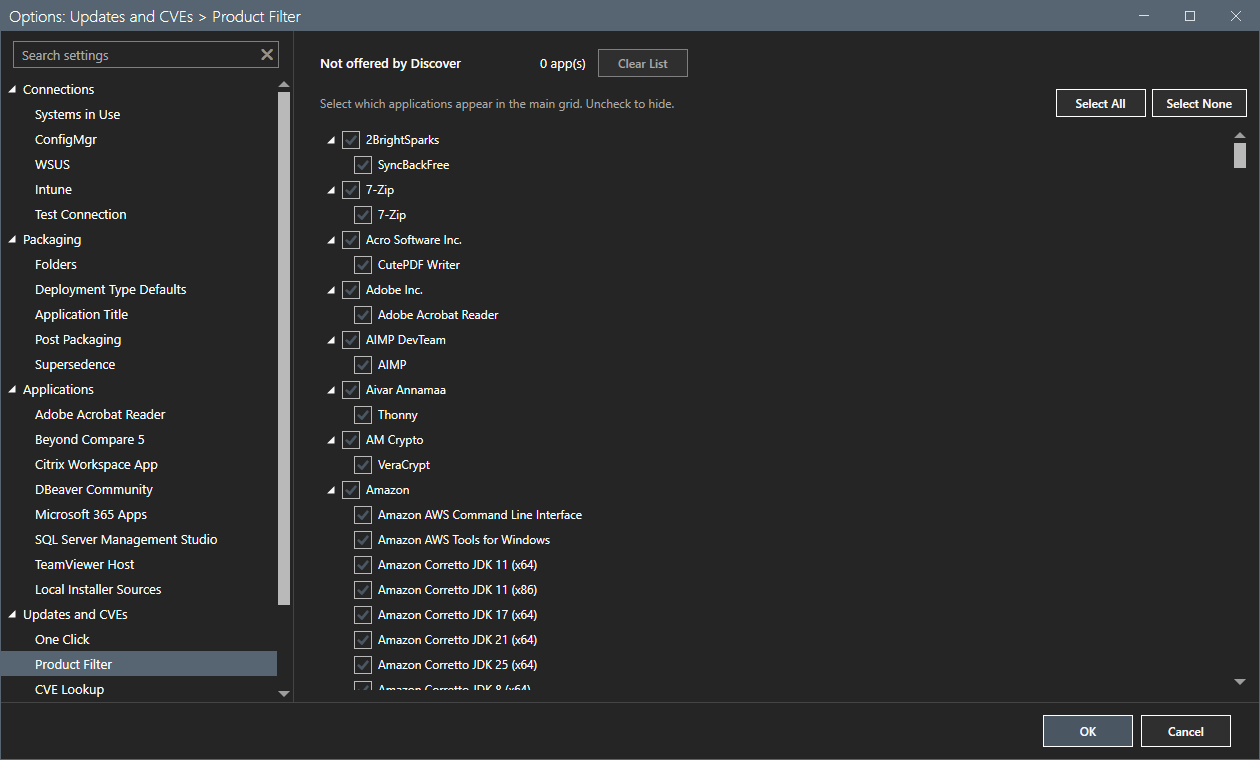 Options: Updates and CVEs > Product Filter
Search settings
Connections
Systems in Use
ConfigMgr
WSUS
Intune
Test Connection
Packaging
Folders
Deployment Type Defaults
Application Title
Post Packaging
Supersedence
Applications
Adobe Acrobat Reader
Beyond Compare 5
Citrix Workspace App
DBeaver Community
Microsoft 365 Apps
SQL Server Management Studio
TeamViewer Host
Local Installer Sources
Updates and CVEs
One Click
Product Filter
CVE Lookup
Not offered by Discover 0 app(s) Clear List
Select which applications appear in the main grid. Uncheck to hide.
Select All Select None
2BrightSparks
SyncBackFree
7-Zip
7-Zip
Acro Software Inc.
CutePDF Writer
Adobe Inc.
Adobe Acrobat Reader
AIMP DevTeam
AIMP
Aivar Annamaa
Thonny
AM Crypto
VeraCrypt
Amazon
Amazon AWS Command Line Interface
Amazon AWS Tools for Windows
Amazon Corretto JDK 11 (x64)
Amazon Corretto JDK 11 (x86)
Amazon Corretto JDK 17 (x64)
Amazon Corretto JDK 21 (x64)
Amazon Corretto JDK 25 (x64)
Amazon Corretto JDK 8 (x64)
OK Cancel